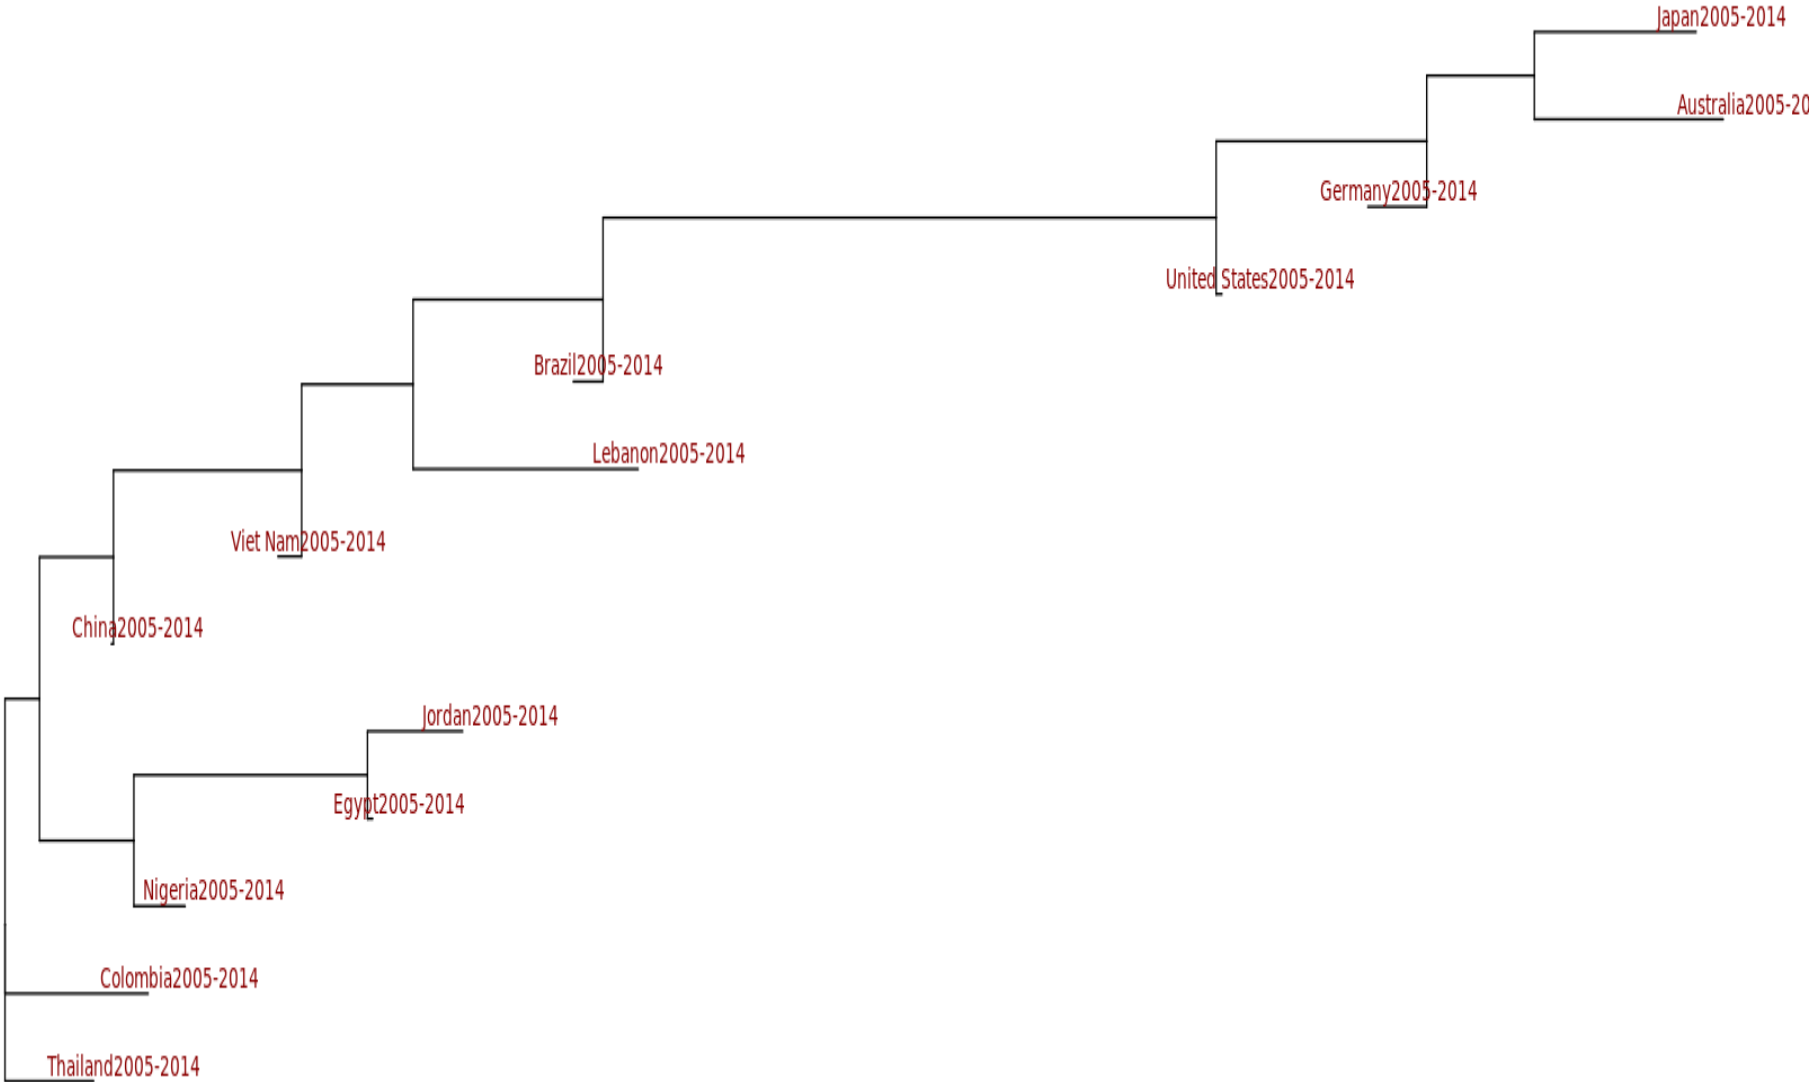 Japan2005-2014
Australia2005-20
Germany2005-2014
United States2005-2014
Brazil2005-2014
Lebanon2005-2014
Viet Nam2005-2014
China2005-2014
Jordan2005-2014
Egypt2005-2014
Nigeria2005-2014
Colombia2005-2014
Thailand2005-2014